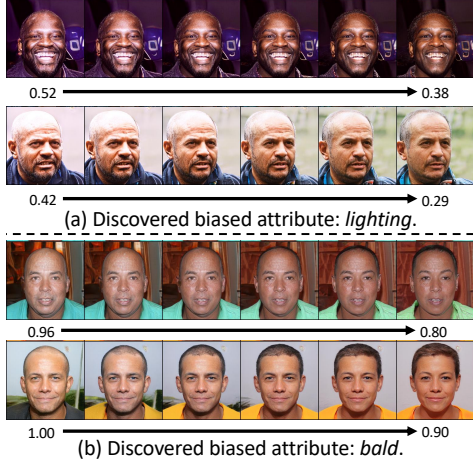 0.52 0.38
0.42 0.29
(a) Discovered biased attribute: lighting.
0.96 0.80
1.00 0.90
(b) Discovered biased attribute: bald.